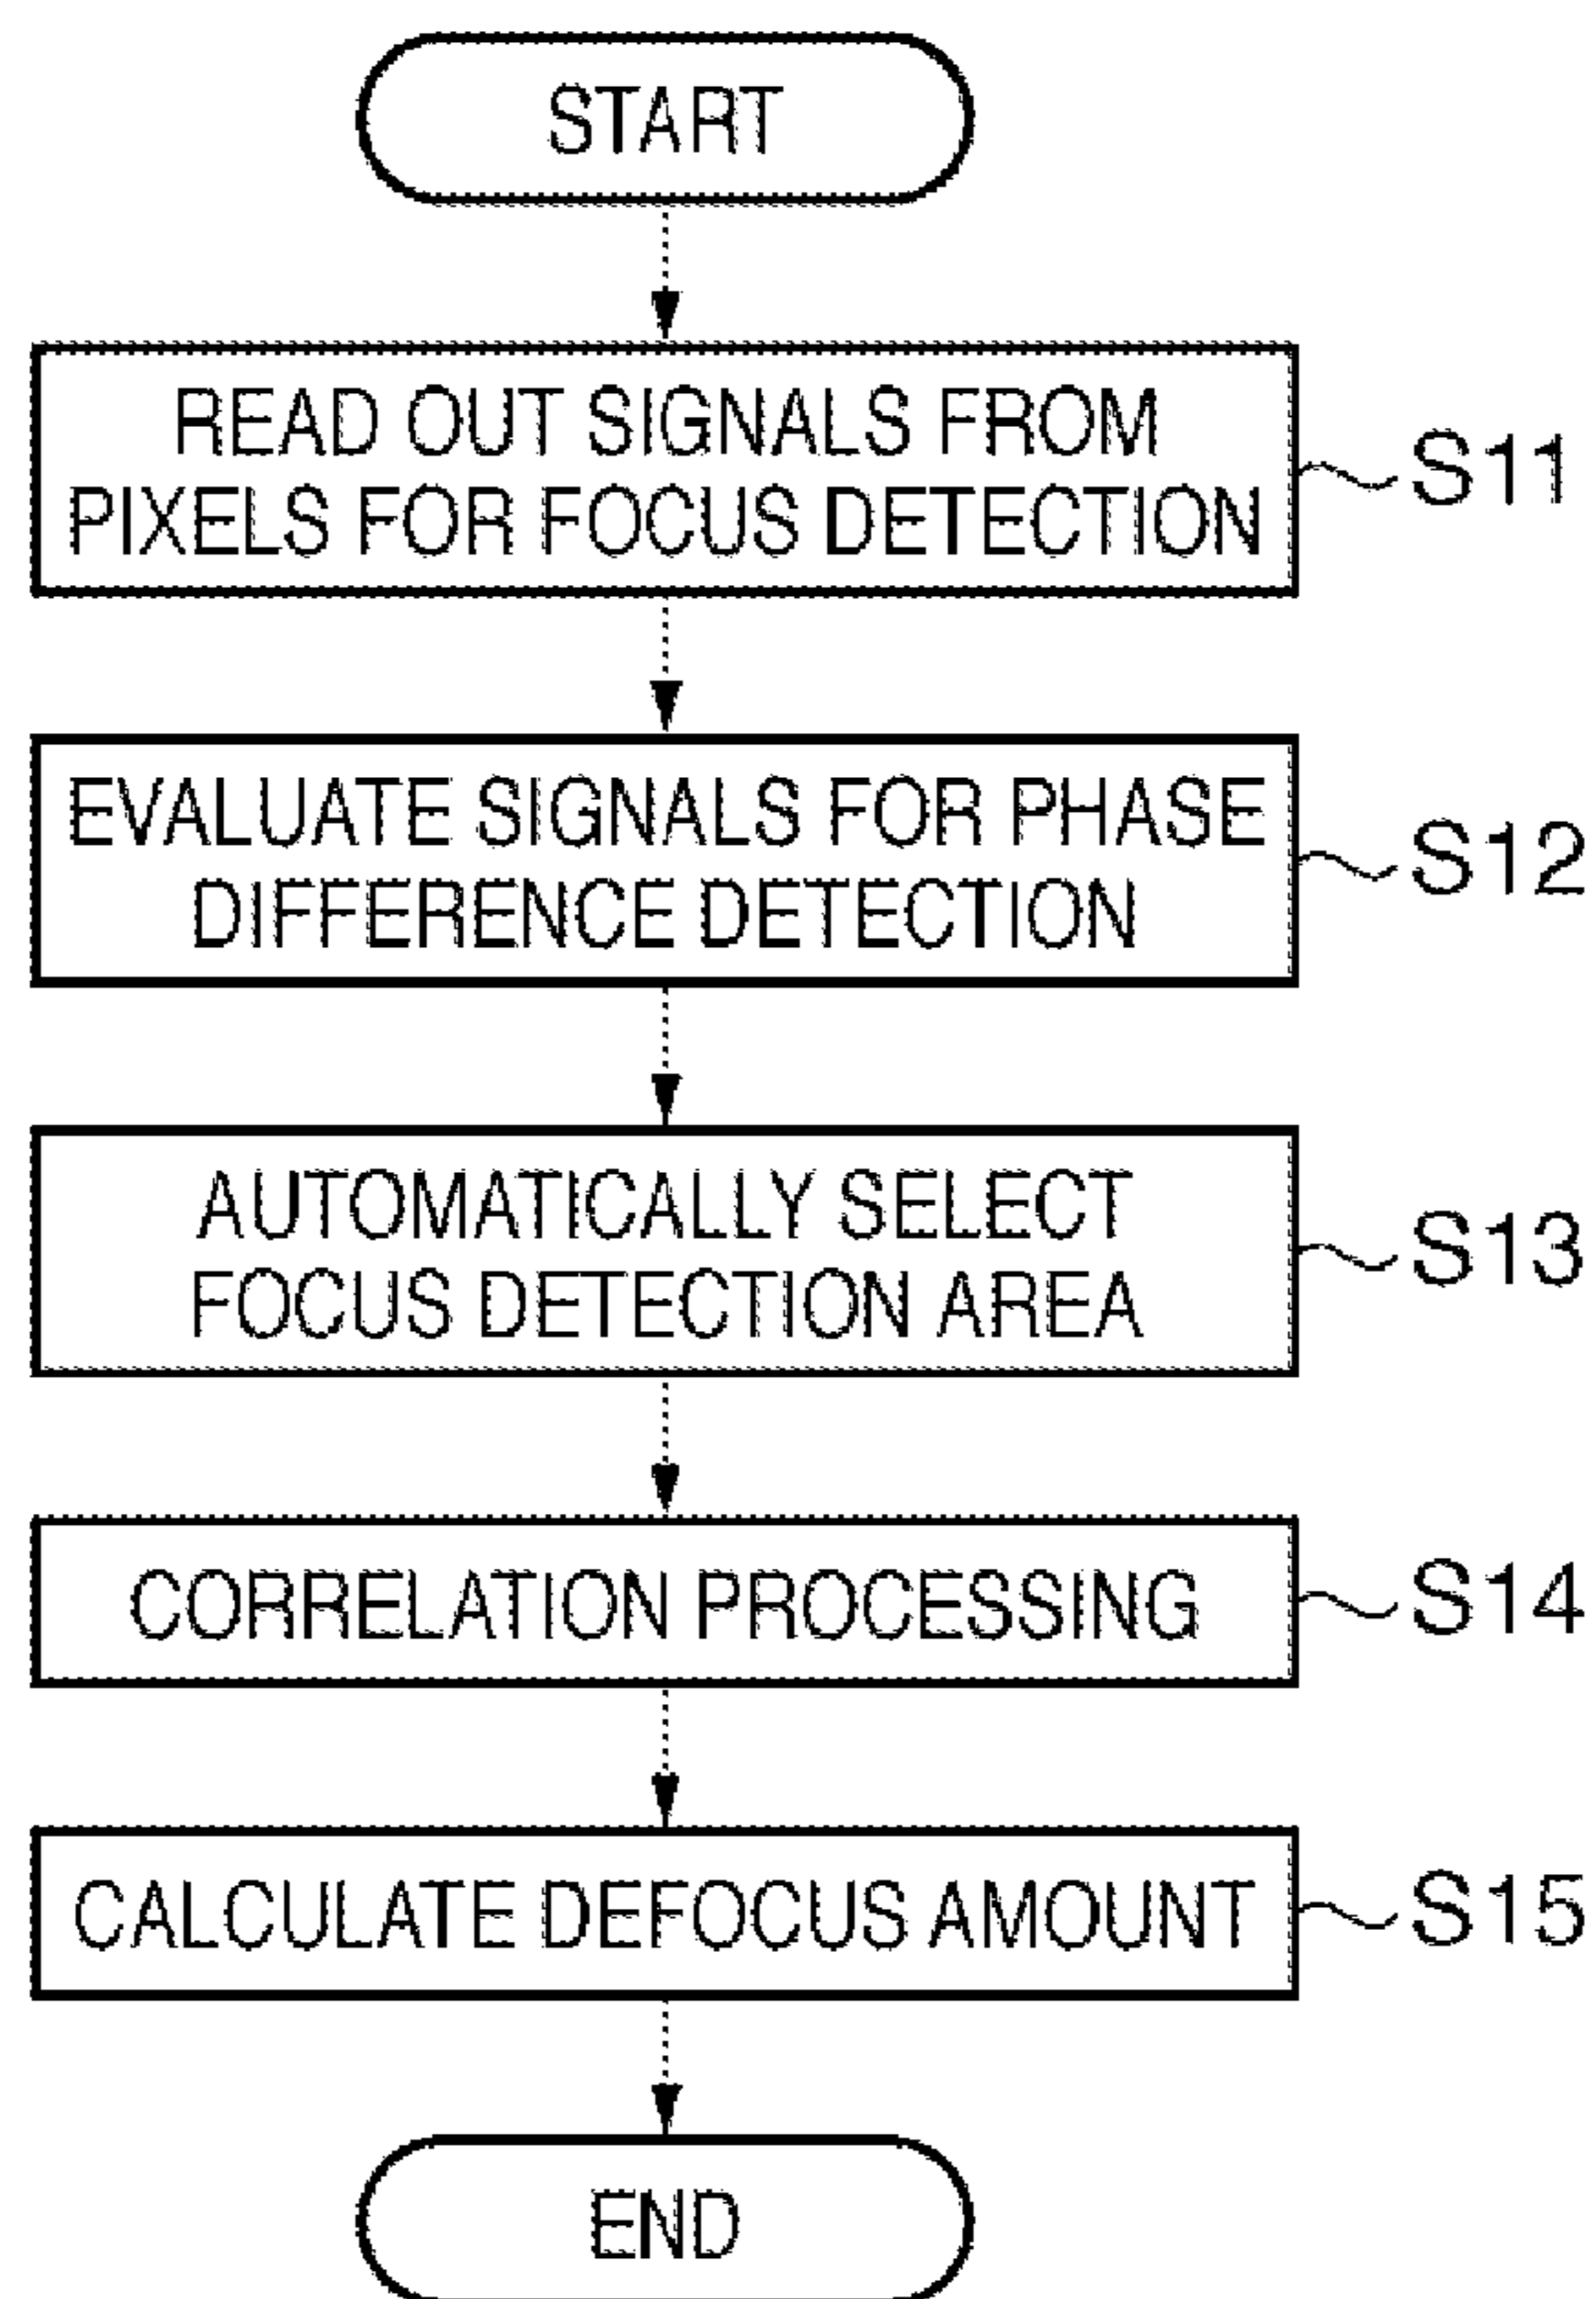 START
READ OUT SIGNALS FROM
PIXELS FOR FOCUS DETECTION
S11
EVALUATE SIGNALS FOR PHASE
DIFFERENCE DETECTION
S12
AUTOMATICALLY SELECT
FOCUS DETECTION AREA
S13
CORRELATION PROCESSING
S14
CALCULATE DEFOCUS AMOUNT
S15
END